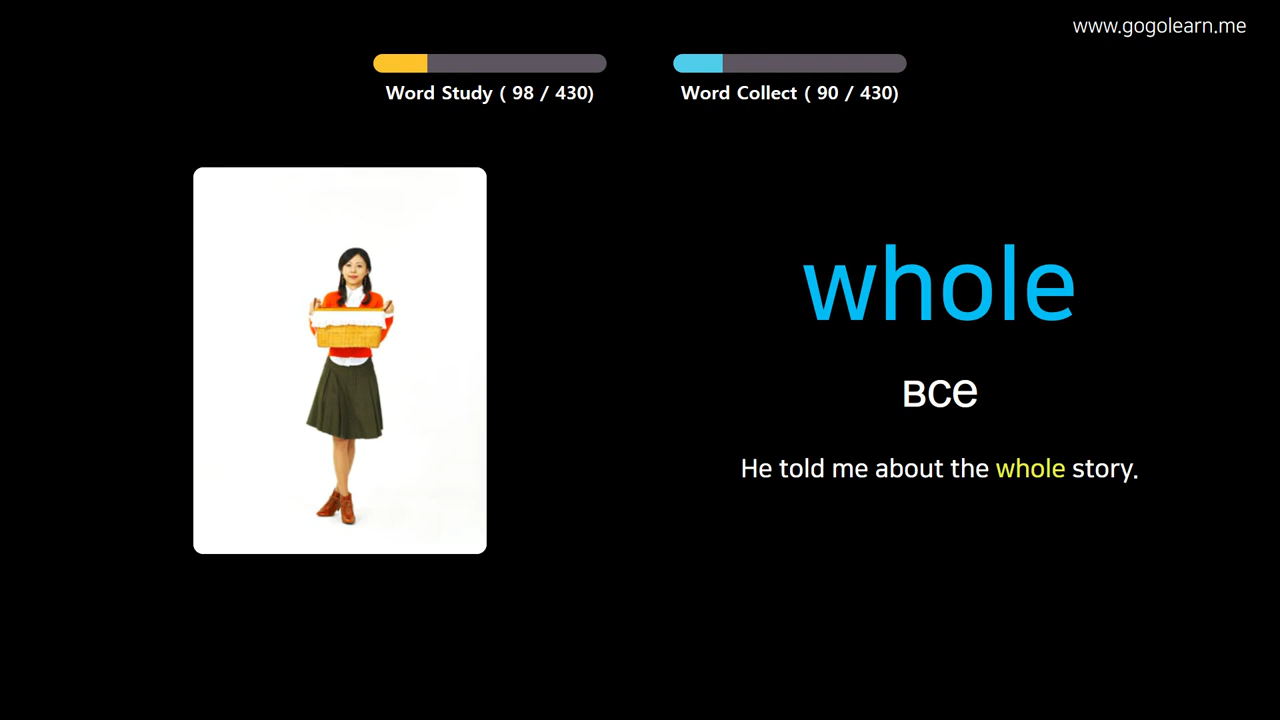 www.gogolearn.me
Word Study ( 98 / 430)
Word Collect ( 90 / 430)
whole
все
He told me about the whole story.